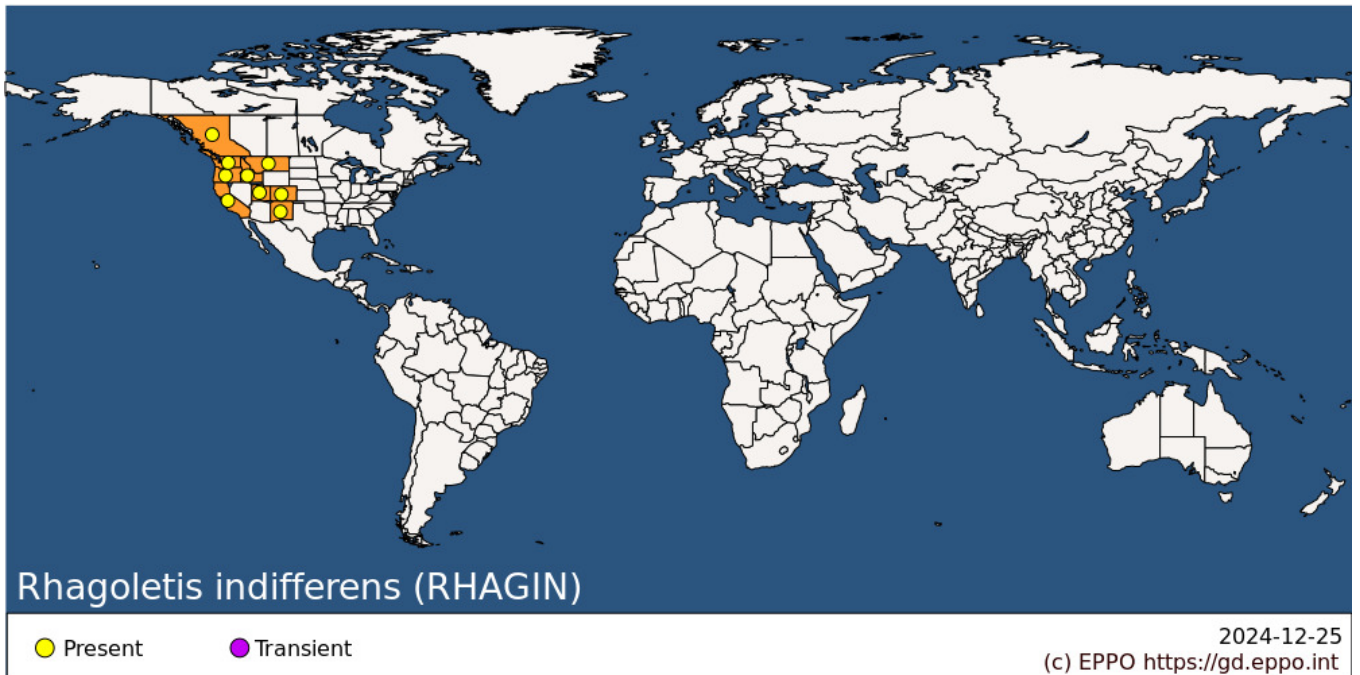 Rhagoletis indifferens (RHAGIN)
Present
Transient
2024-12-25
(c) EPPO https://gd.eppo.int